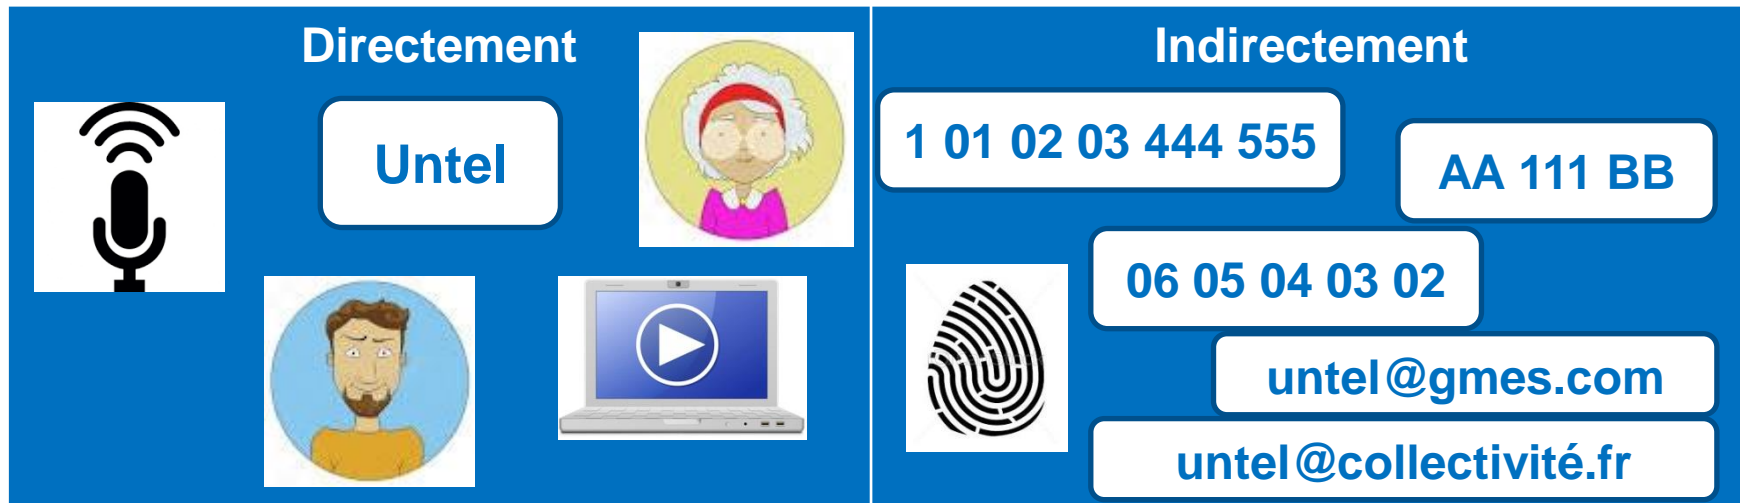 Directement
Untel
Indirectement
1 01 02 03 444 555
AA 111 BB
06 05 04 03 02
untel@gmes.com
untel@collectivité.fr